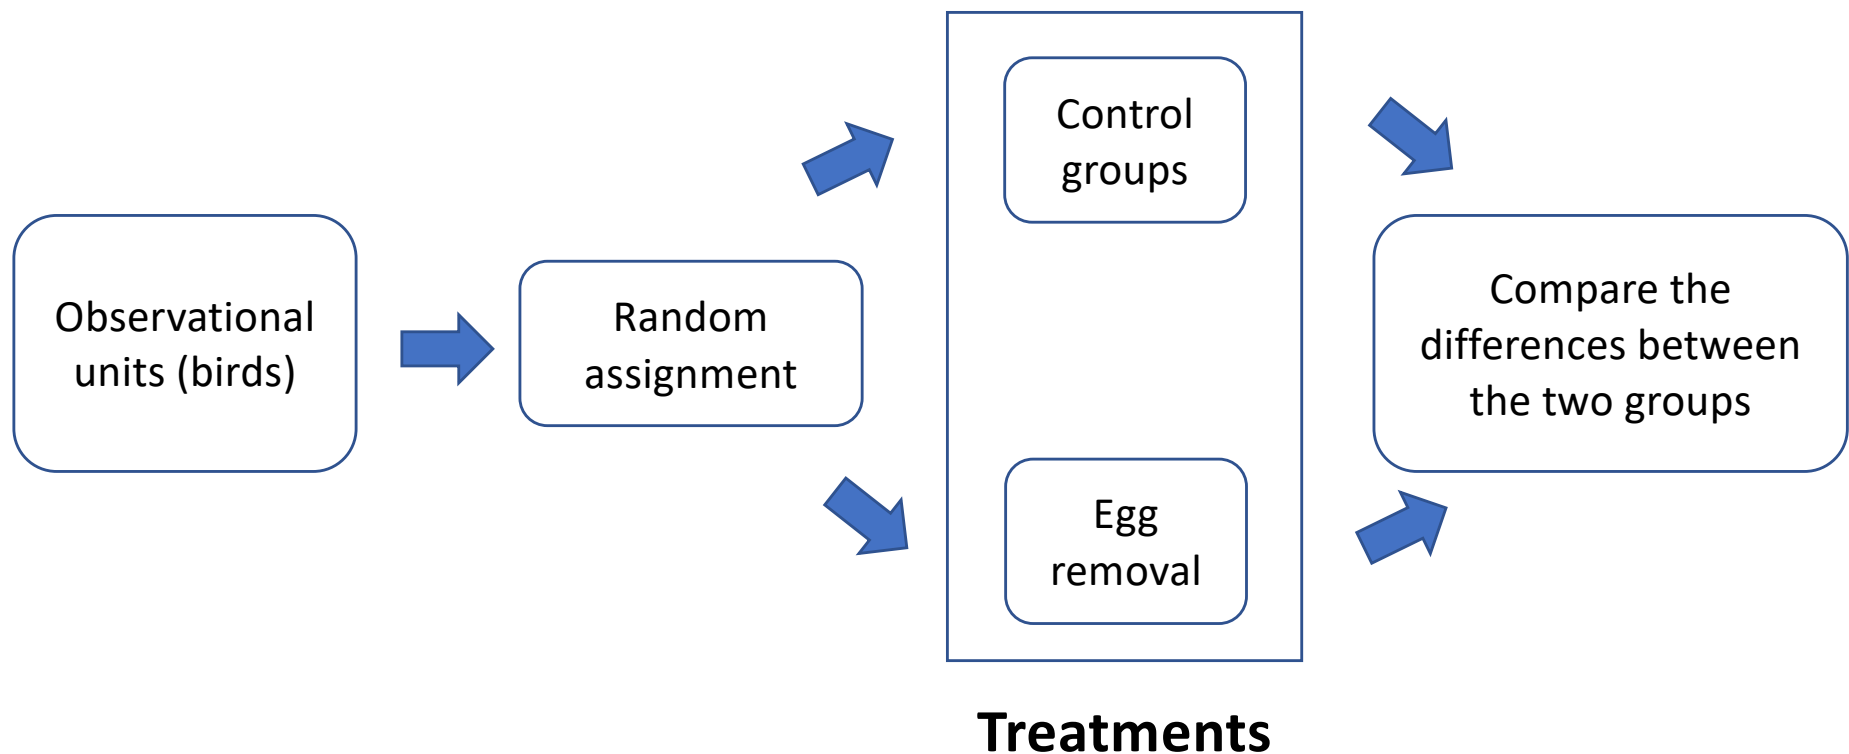 Observational
units (birds)
Random
assignment
Control
groups
Egg
removal
Treatments
Compare the
differences between
the two groups